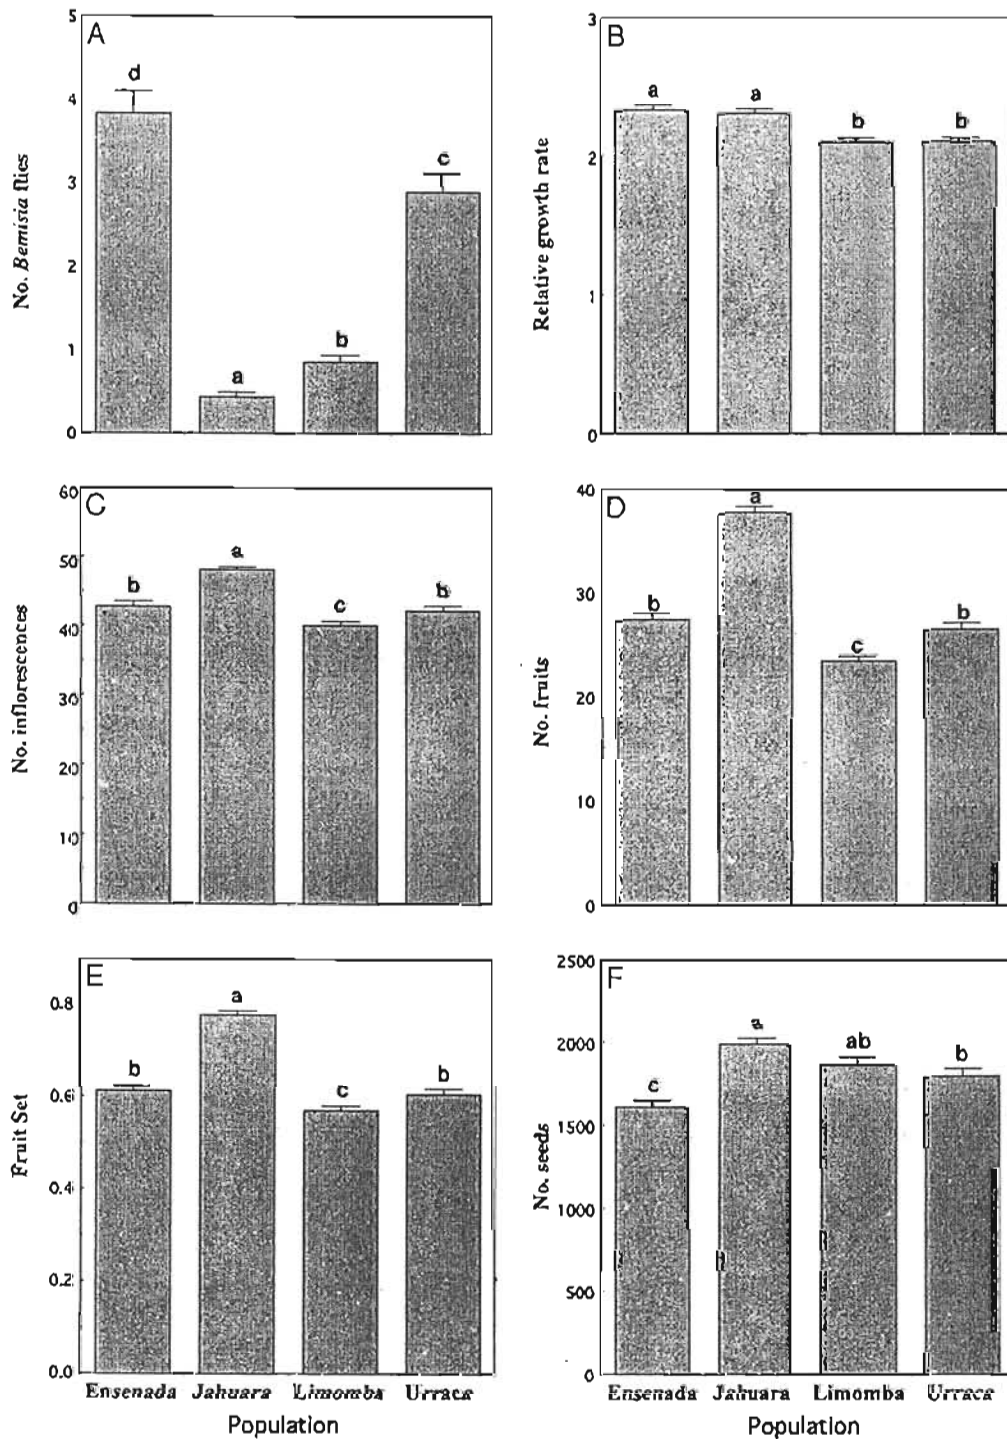 A
No. Bemisia flies
5
4
3
2
1
0
d
a
b
c
B
Relative growth rate
3
2
1
0
a
a
b
b
C
No. inflorescences
60
50
40
30
20
10
0
b
a
c
b
D
No. fruits
40
30
20
10
0
b
a
c
b
E
Fruit Set
0.8
0.6
0.4
0.2
0.0
b
a
c
b
Ensenada Jahuara Limomba Urraca
Population
F
No. seeds
2500
2000
1500
1000
500
0
c
a
ab
b
Ensenada Jahuara Limomba Urraca
Population